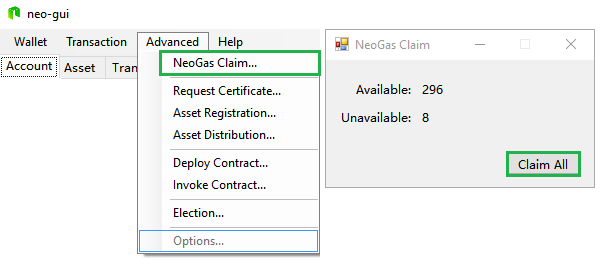 neo-gui
Wallet Transaction Advanced Help
Account Asset Tran
NeoGas Claim...
Request Certificate...
Asset Registration...
Asset Distribution...
Deploy Contract...
Invoke Contract...
Election...
Options...
NeoGas Claim
Available: 296
Unavailable: 8
Claim All